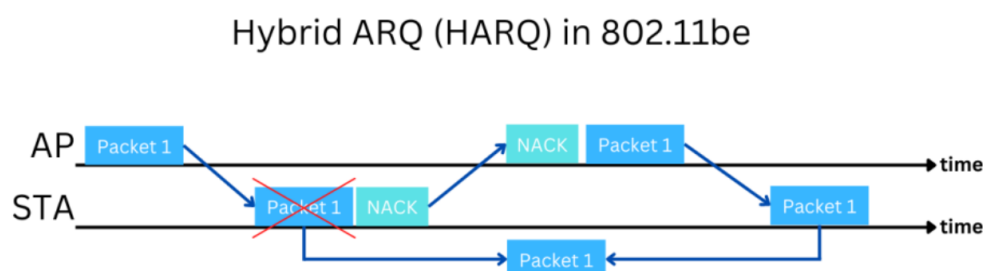 Hybrid ARQ (HARQ) in 802.11be
AP
Packet 1
NACK
Packet 1
time
STA
Packet 1
NACK
Packet 1
time
Packet 1